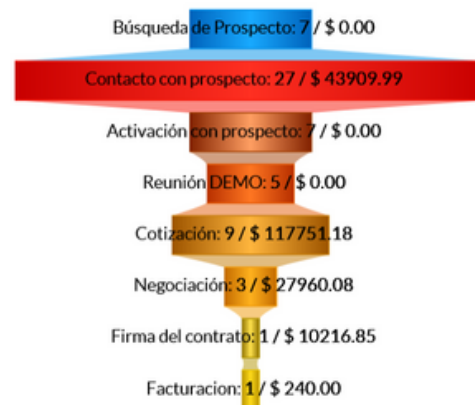 Búsqueda de Prospecto: 7 / $ 0.00
Contacto con prospecto: 27 / $ 43909.99
Activación con prospecto: 7 / $ 0.00
Reunión DEMO: 5 / $ 0.00
Cotización: 9 / $ 117751.18
Negociación: 3 / $ 27960.08
Firma del contrato: 1 / $ 10216.85
Facturacion: 1 / $ 240.00